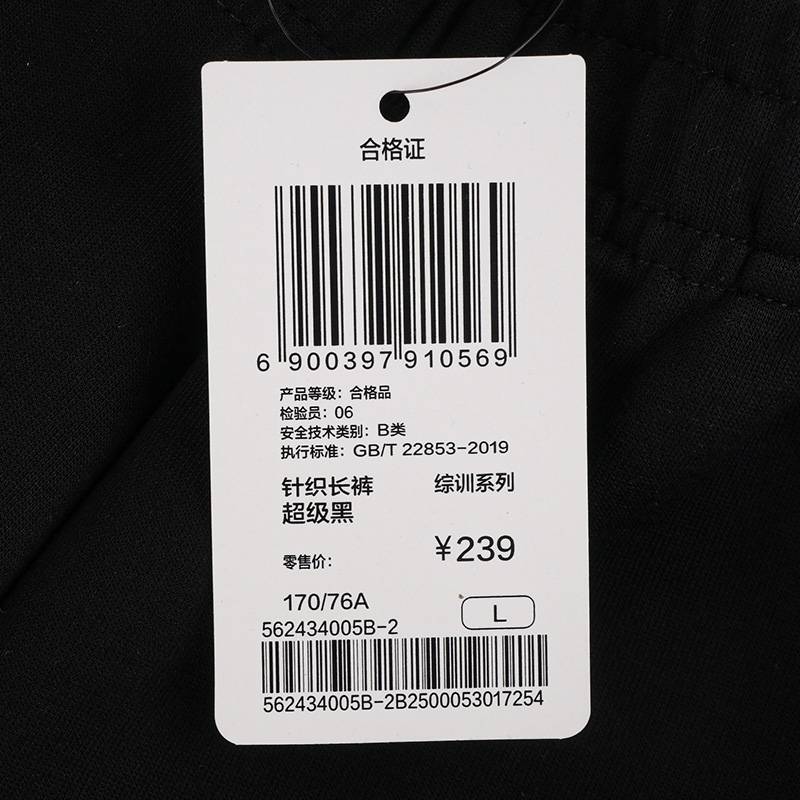 合格证
6 900397 910569
产品等级：合格品
检验员：06
安全技术类别：B类
执行标准：GB/T 22853-2019
针织长裤 综训系列
超级黑
零售价： ¥239
170/76A L
562434005B-2
562434005B-2B2500053017254